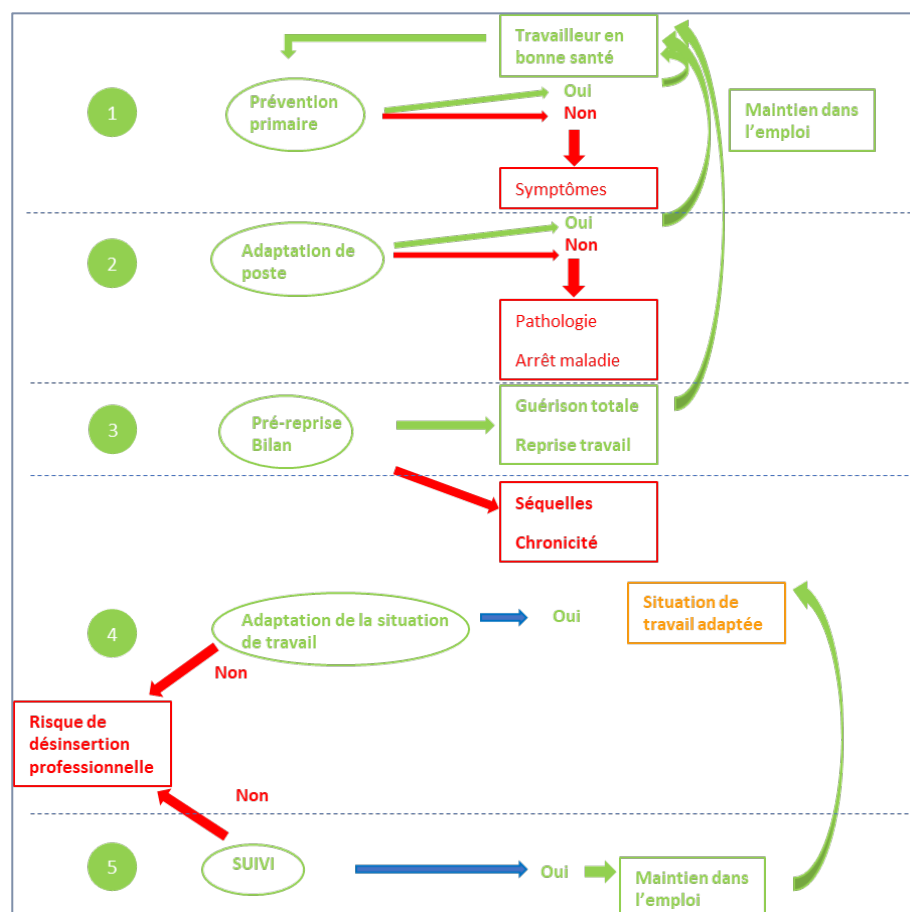 Travailleur en
bonne santé
1
Prévention
primaire
Oui
Non
Maintien dans
l'emploi
Symptômes
2
Adaptation de
poste
Oui
Non
Pathologie
Arrêt maladie
3
Pré-reprise
Bilan
Guérison totale
Reprise travail
Séquelles
Chronicité
4
Adaptation de la situation
de travail
Oui
Situation de
travail adaptée
Non
Risque de
désinsertion
professionnelle
Non
5
SUIVI
Oui
Maintien dans
l'emploi